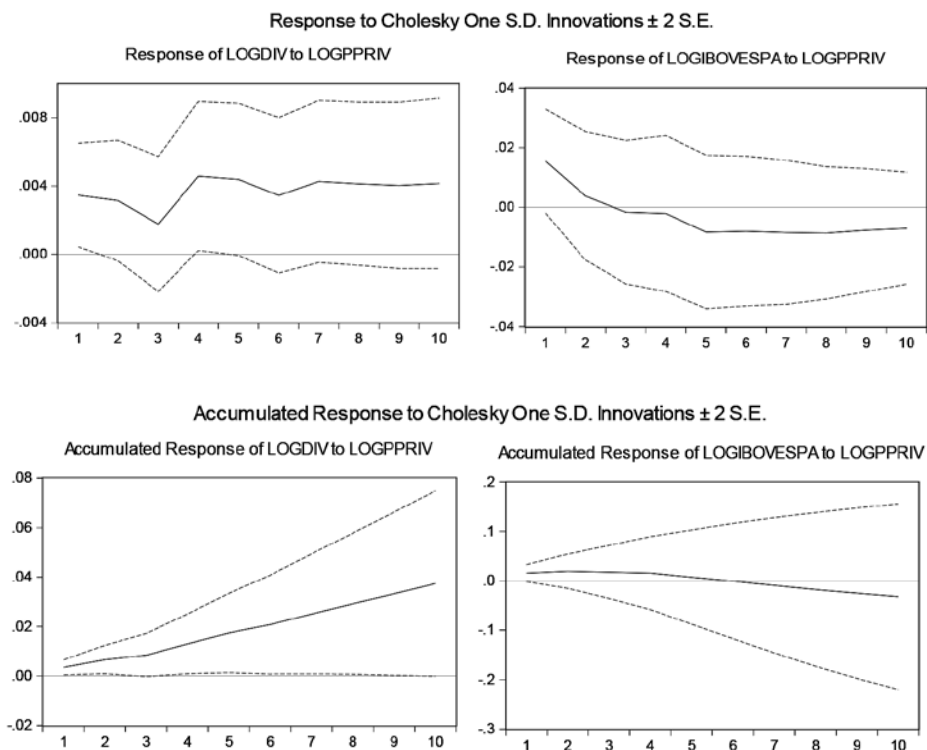 Response to Cholesky One S.D. Innovations ± 2 S.E.
Response of LOGDIV to LOGPPRIV
.008
.004
.000
-.004
1 2 3 4 5 6 7 8 9 10
Response of LOGIBOVESPA to LOGPPRIV
.04
.02
.00
-.02
-.04
1 2 3 4 5 6 7 8 9 10
Accumulated Response to Cholesky One S.D. Innovations ± 2 S.E.
Accumulated Response of LOGDIV to LOGPPRIV
.08
.06
.04
.02
.00
-.02
1 2 3 4 5 6 7 8 9 10
Accumulated Response of LOGIBOVESPA to LOGPPRIV
.2
.1
.0
-.1
-.2
-.3
1 2 3 4 5 6 7 8 9 10